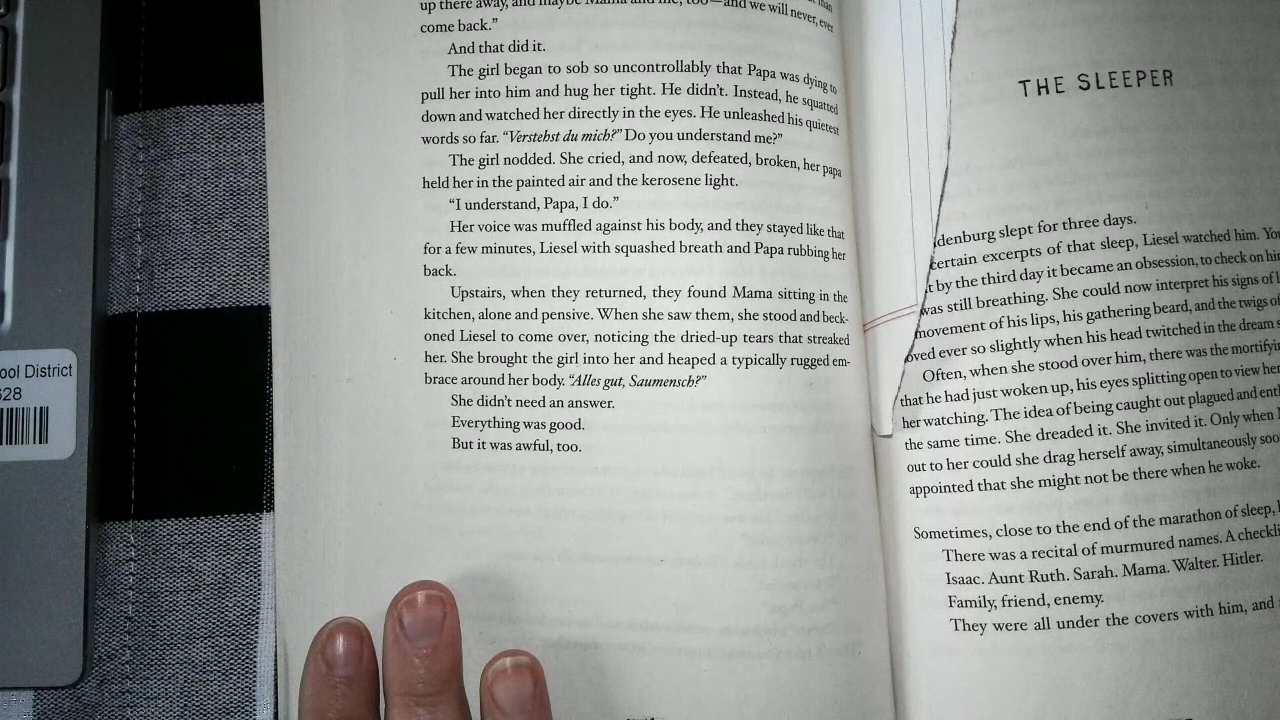 up there away, and maybe Mama and me, too—and we will never, ever
come back.”
And that did it.
The girl began to sob so uncontrollably that Papa was dying to
pull her into him and hug her tight. He didn’t. Instead, he squatted
down and watched her directly in the eyes. He unleashed his quietest
words so far. “Verstehst du mich?” Do you understand me?”
The girl nodded. She cried, and now, defeated, broken, her papa
held her in the painted air and the kerosene light.
“I understand, Papa, I do.”
Her voice was muffled against his body, and they stayed like that
for a few minutes, Liesel with squashed breath and Papa rubbing her
back.
Upstairs, when they returned, they found Mama sitting in the
kitchen, alone and pensive. When she saw them, she stood and beck-
oned Liesel to come over, noticing the dried-up tears that streaked
her. She brought the girl into her and heaped a typically rugged em-
brace around her body. “Alles gut, Saumensch?”
She didn’t need an answer.
Everything was good.
But it was awful, too.
THE SLEEPER
denburg slept for three days.
certain excerpts of that sleep, Liesel watched him.
by the third day it became an obsession, to check on
was still breathing. She could now interpret his signs of
movement of his lips, his gathering beard, and the twigs
oved ever so slightly when his head twitched in the dream
Often, when she stood over him, there was the
that he had just woken up, his eyes splitting open to view
her watching. The idea of being caught out plagued and
the same time. She dreaded it. She invited it. Only when
out to her could she drag herself away, simultaneously
appointed that she might not be there when he woke.
Sometimes, close to the end of the marathon of sleep,
There was a recital of murmured names. A
Isaac. Aunt Ruth. Sarah. Mama. Walter. Hitler.
Family, friend, enemy.
They were all under the covers with him, and
ool District
628